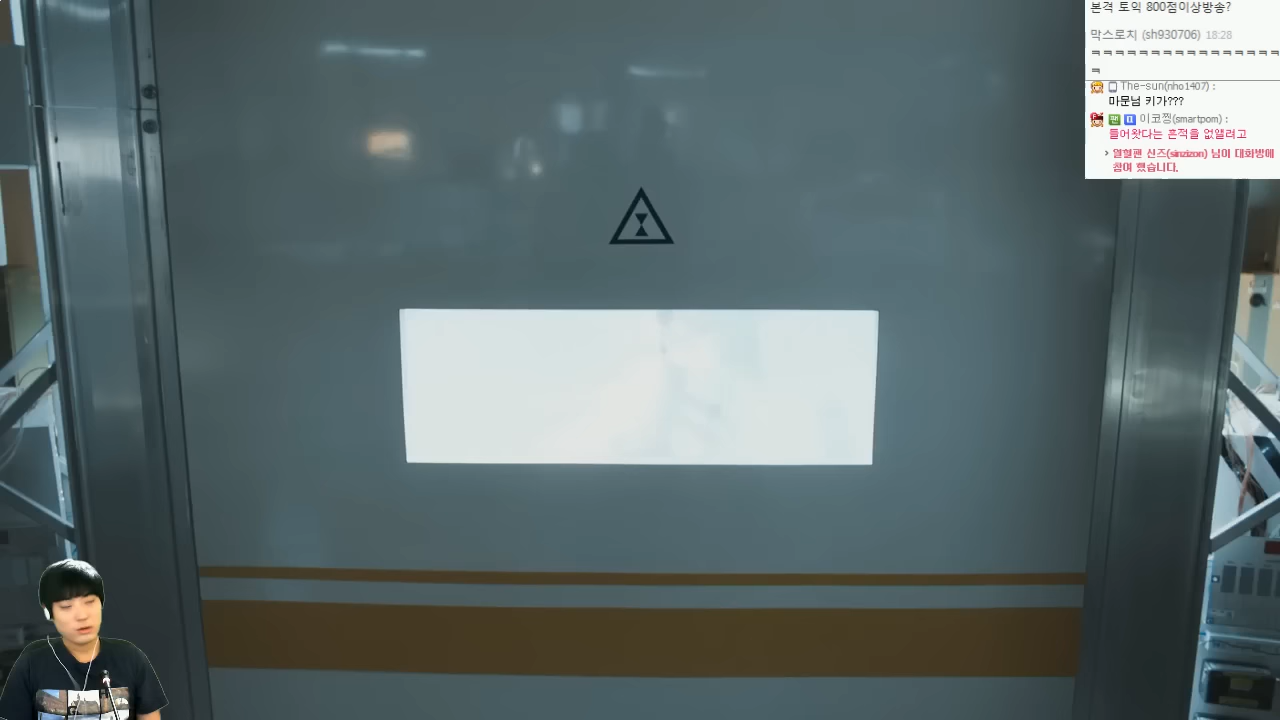 본격 토익 800점이상방송?
막스로치 (sh930706) 18:28
ㅋㅋㅋㅋㅋㅋㅋㅋㅋㅋㅋㅋㅋㅋㅋㅋ
ㅋ
The-sun(nho1407) :
마문님 키가???
팬 이코찡(smartpom) :
들어왓다는 흔적을 없앨려고
› 열혈팬 신즈(sinzizon) 님이 대화방에
참여 했습니다.